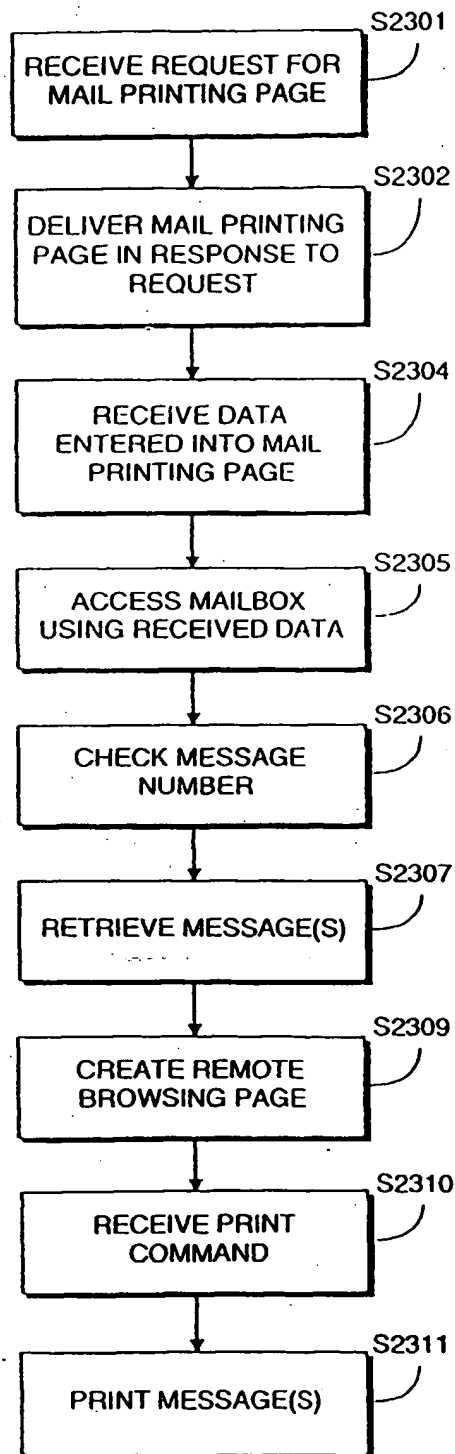 S2301
RECEIVE REQUEST FOR
MAIL PRINTING PAGE
S2302
DELIVER MAIL PRINTING
PAGE IN RESPONSE TO
REQUEST
S2304
RECEIVE DATA
ENTERED INTO MAIL
PRINTING PAGE
S2305
ACCESS MAILBOX
USING RECEIVED DATA
S2306
CHECK MESSAGE
NUMBER
S2307
RETRIEVE MESSAGE(S)
S2309
CREATE REMOTE
BROWSING PAGE
S2310
RECEIVE PRINT
COMMAND
S2311
PRINT MESSAGE(S)